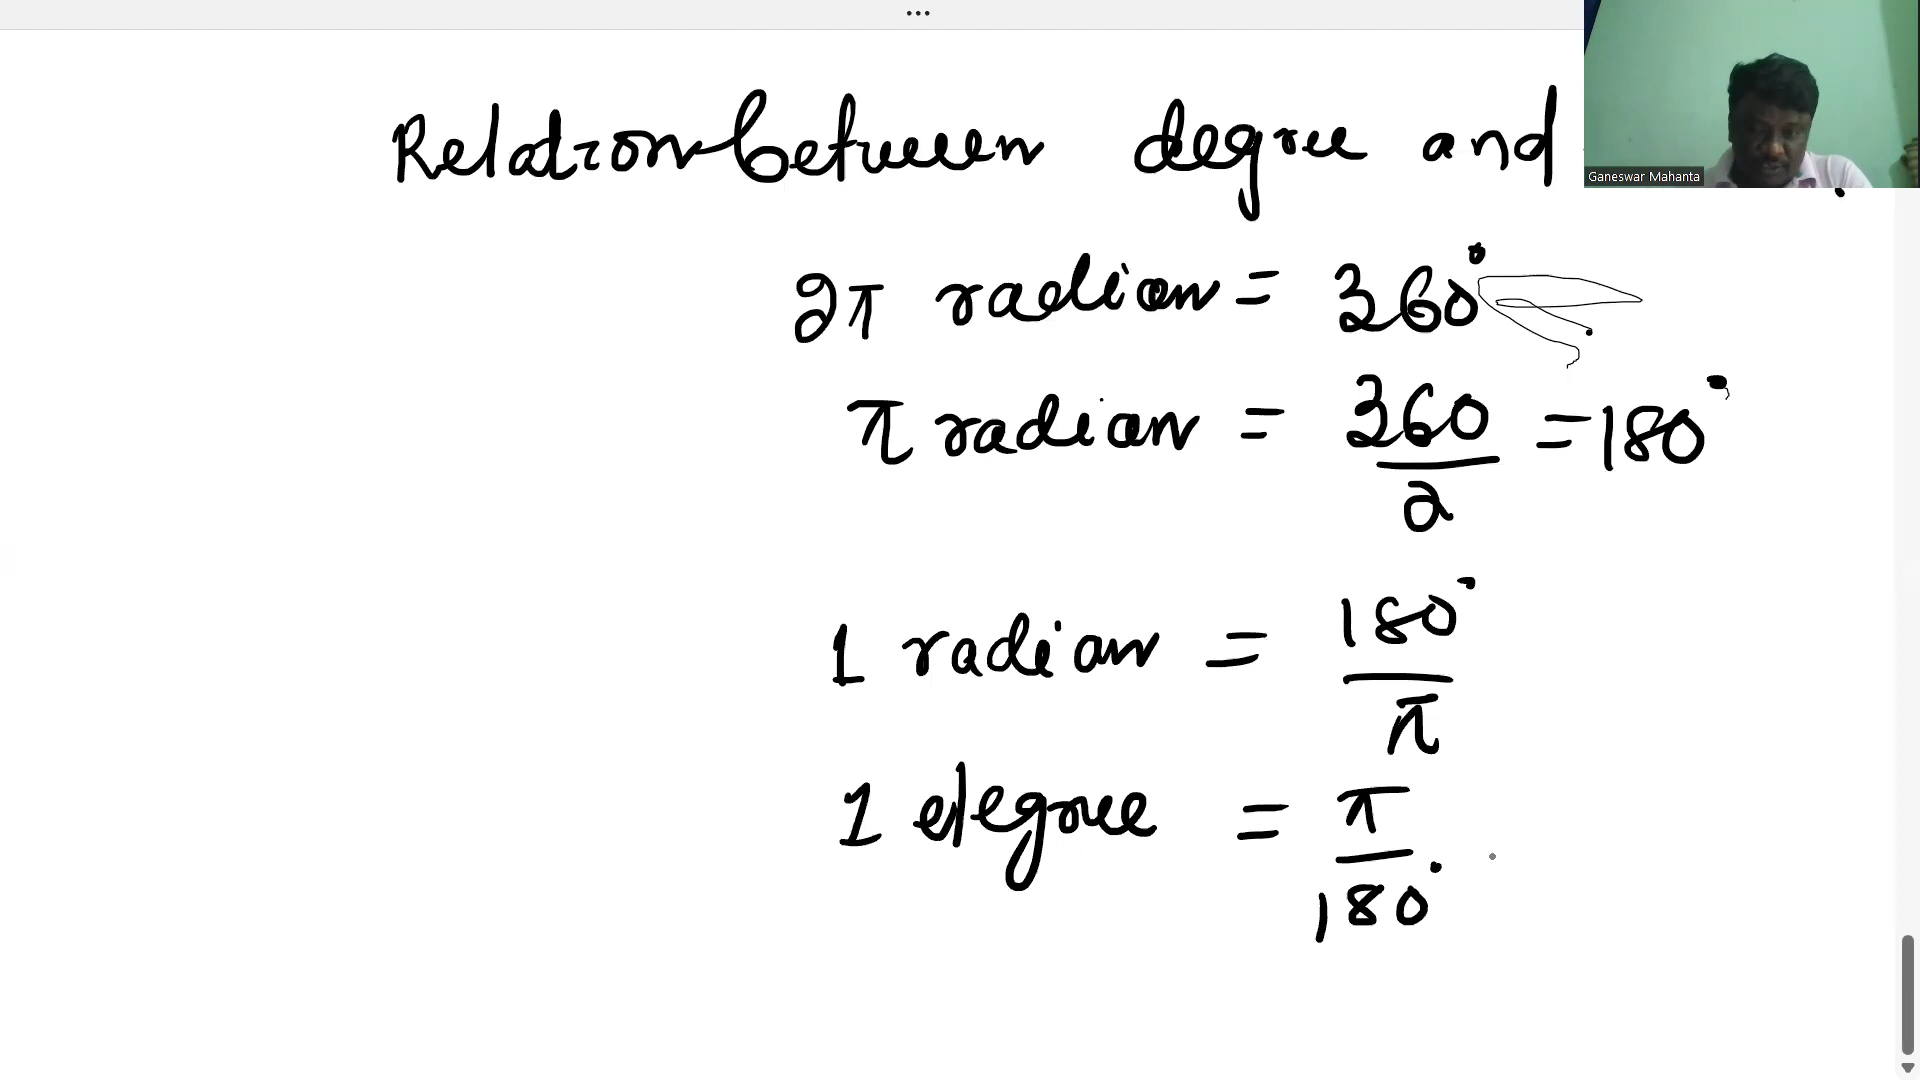 ...
Relation between degree and
Ganeswar Mahanta
2π radian = 360°
π radian = 360/2 = 180°
1 radian = 180°/π
1 degree = π/180°